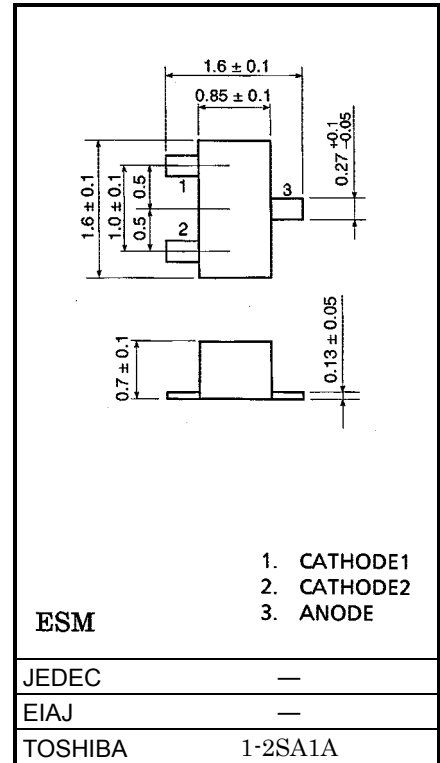 1.6 ± 0.1
0.85 ± 0.1
1.6 ± 0.1
1.0 ± 0.1
0.5
0.5
1
2
3
0.27 +0.1 -0.05
0.7 ± 0.1
0.13 ± 0.05
1. CATHODE1
2. CATHODE2
3. ANODE
ESM
JEDEC —
EIAJ —
TOSHIBA 1-2SA1A